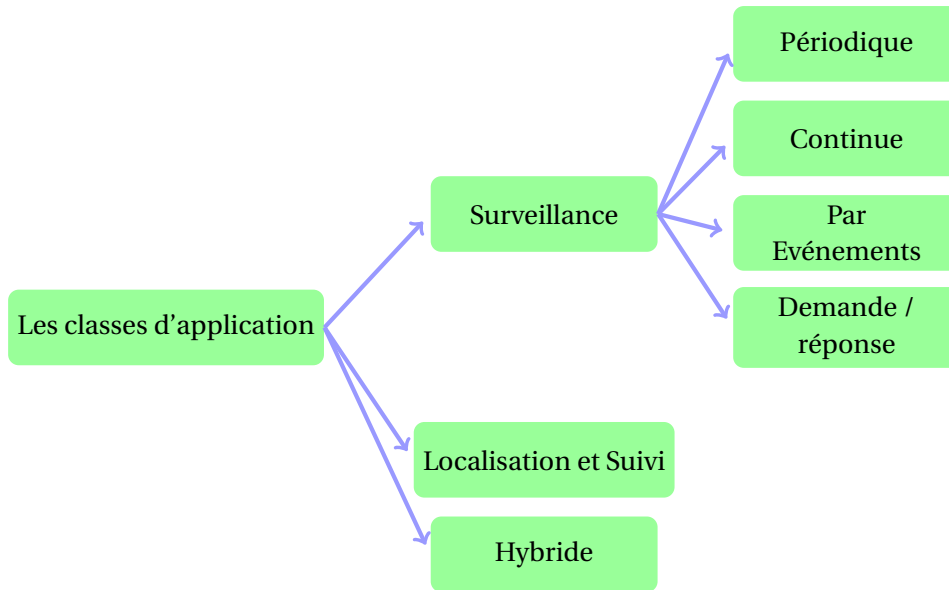 Périodique
Continue
Surveillance
Par
Evénements
Les classes d'application
Demande /
réponse
Localisation et Suivi
Hybride